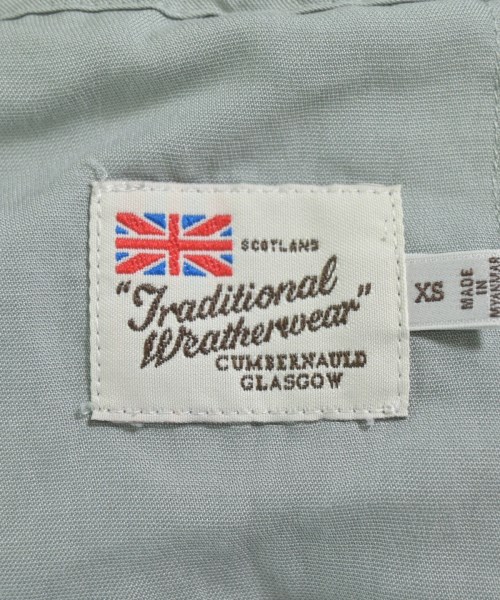 SCOTLAND
"Traditional
Weatherwear"
CUMBERNAULD
GLASGOW
XS
MADE
IN
MYANMAR